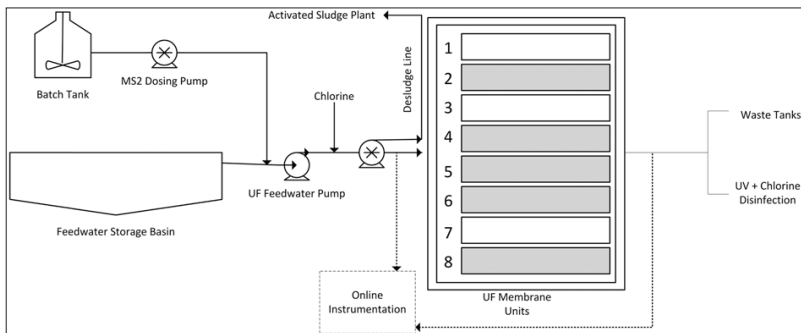 Activated Sludge Plant
MS2 Dosing Pump
Batch Tank
Chlorine
Desludge Line
UF Feedwater Pump
Feedwater Storage Basin
1
2
3
4
5
6
7
8
UF Membrane
Units
Online
Instrumentation
Waste Tanks
UV + Chlorine
Disinfection